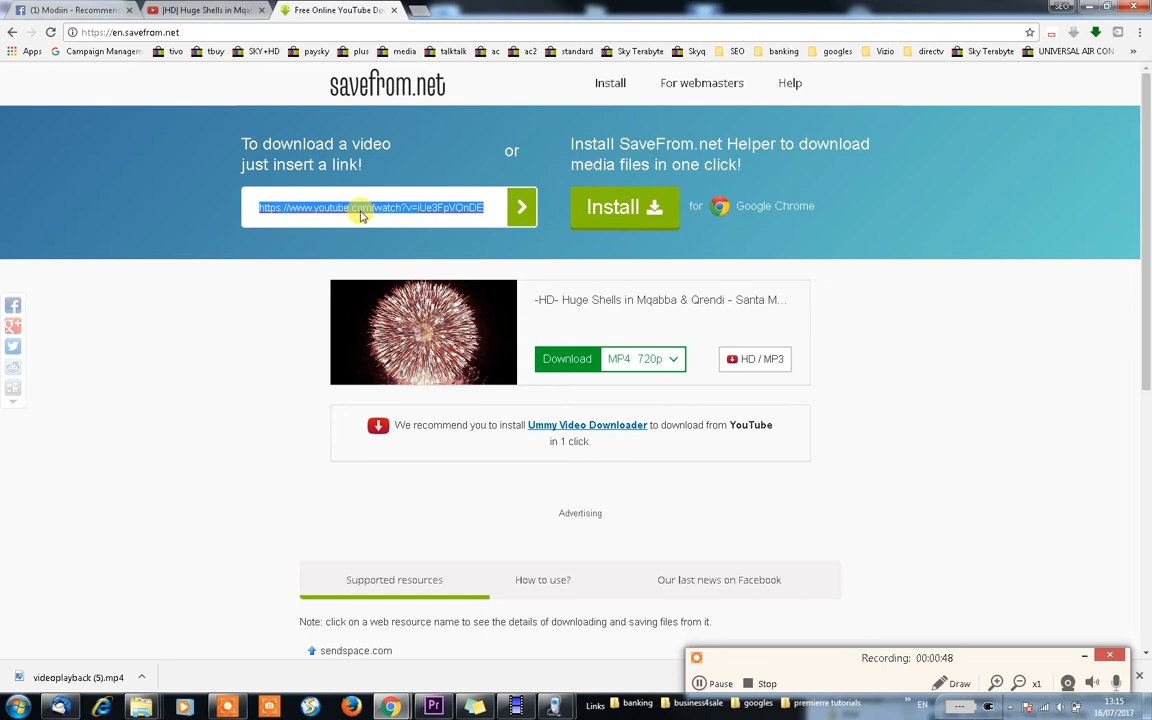 (1) Modiin - Recommen
|HD| Huge Shells in Mqab
Free Online YouTube Do
SEO
https://en.savefrom.net
Apps
Campaign Managem
tivo
tbuy
SKY+HD
paysky
plus
media
talktalk
ac
ac2
standard
Sky Terabyte
Skyq
SEO
banking
googles
Vizio
directv
Sky Terabyte
UNIVERSAL AIR CON
»
savefrom.net
Install
For webmasters
Help
To download a video
just insert a link!
or
Install SaveFrom.net Helper to download
media files in one click!
https://www.youtube.com/watch?v=iUe3FpVOnDE
Install
for
Google Chrome
-HD- Huge Shells in Mqabba & Qrendi - Santa M...
Download
MP4 720p
HD / MP3
We recommend you to install Ummy Video Downloader to download from YouTube
in 1 click.
Advertising
Supported resources
How to use?
Our last news on Facebook
Note: click on a web resource name to see the details of downloading and saving files from it.
sendspace.com
Recording: 00:00:48
videoplayback (5).mp4
Pause
Stop
Draw
x1
Pr
Links
banking
business4sale
googles
premierre tutorials
»
EN
13:15
16/07/2017